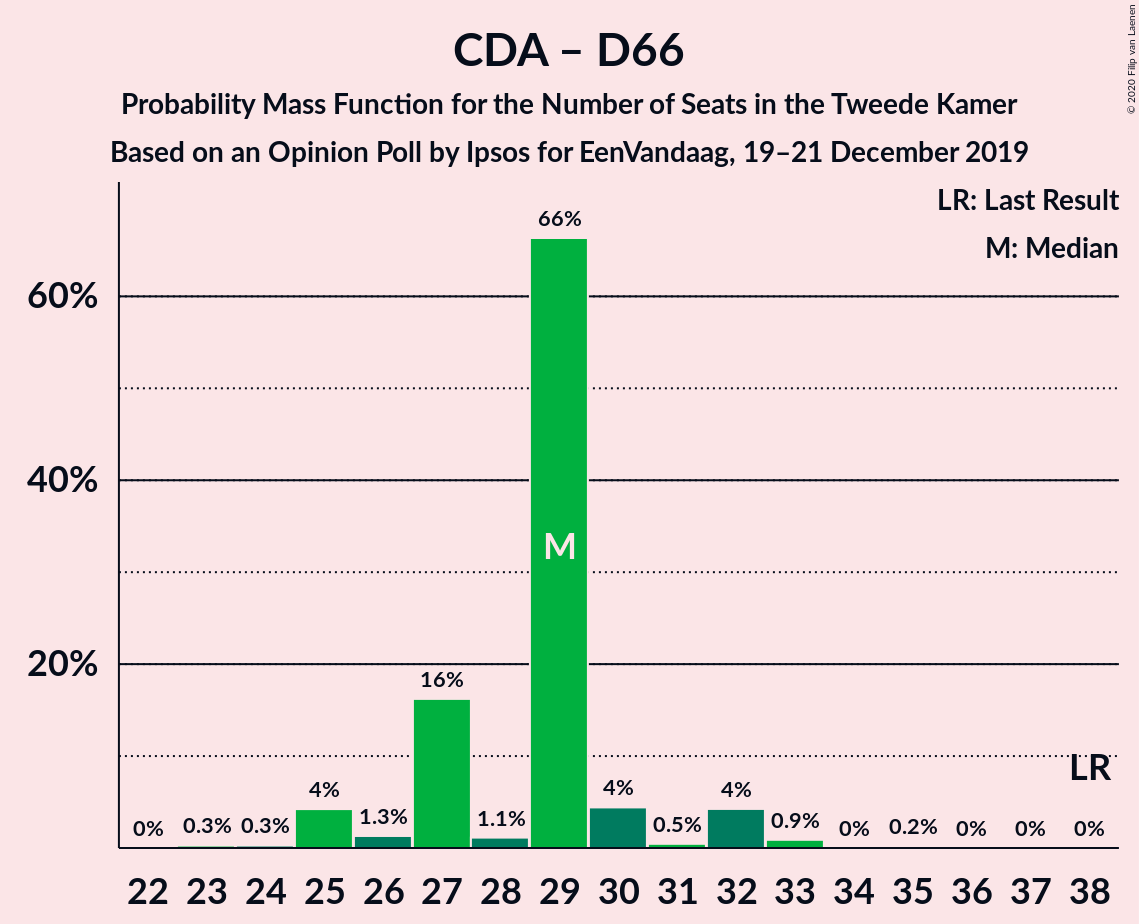 CDA – D66
Probability Mass Function for the Number of Seats in the Tweede Kamer
Based on an Opinion Poll by Ipsos for EenVandaag, 19–21 December 2019
© 2020 Filip van Laenen
LR: Last Result
M: Median
60%
40%
20%
0%
0.3%
0.3%
4%
1.3%
16%
1.1%
66%
M
4%
0.5%
4%
0.9%
0%
0.2%
0%
0%
0%
LR
22 23 24 25 26 27 28 29 30 31 32 33 34 35 36 37 38